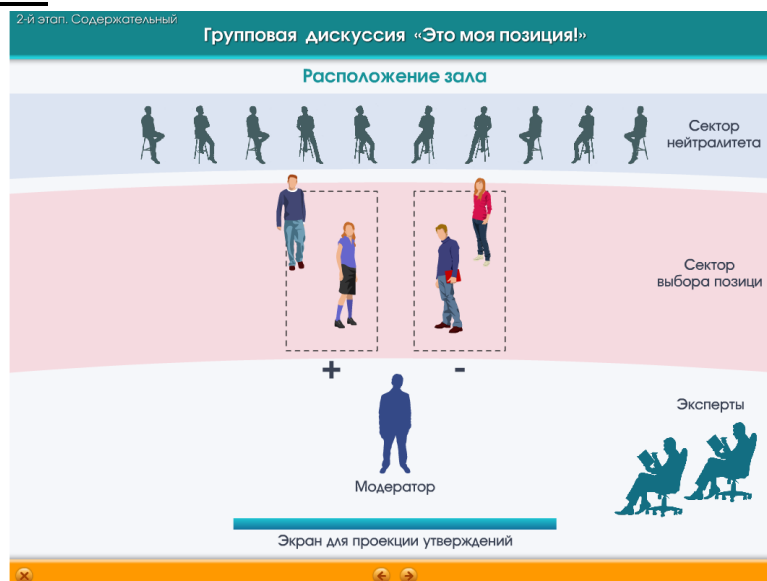 2-й этап. Содержательный
Групповая дискуссия «Это моя позиция!»
Расположение зала
Сектор
нейтралитета
Сектор
выбора позици
+ -
Эксперты
Модератор
Экран для проекции утверждений